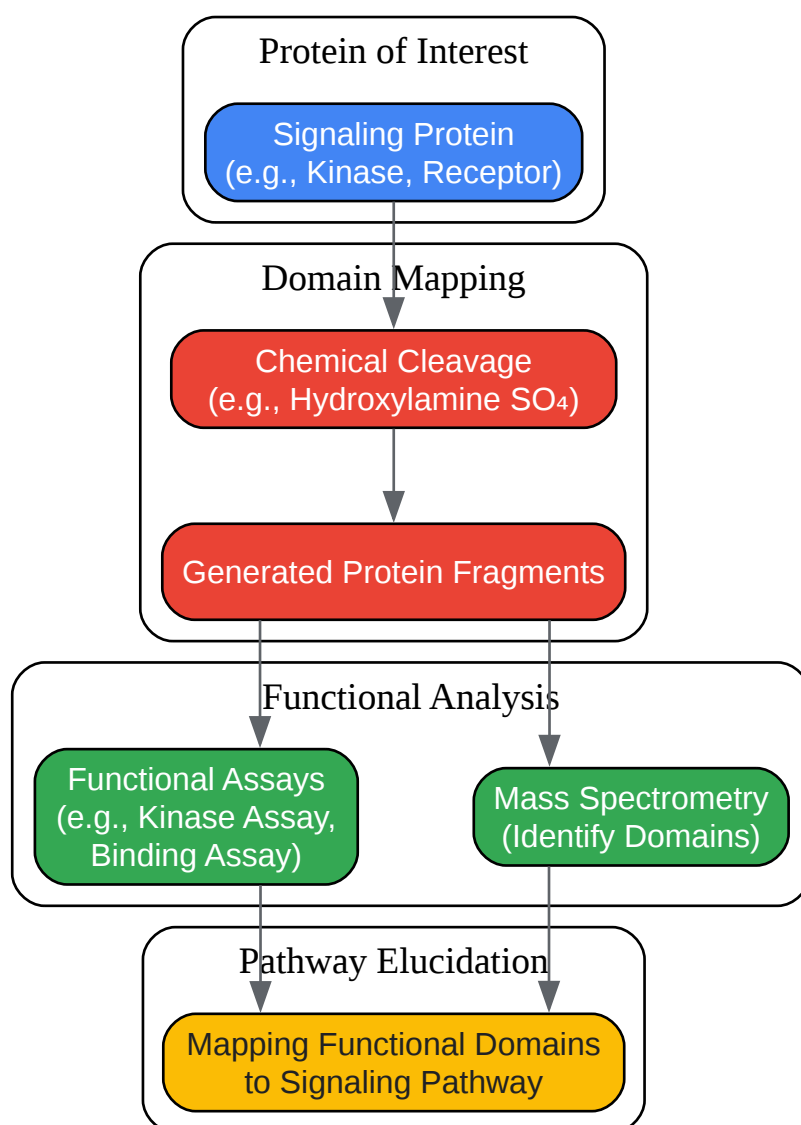 Protein of Interest
Signaling Protein
(e.g., Kinase, Receptor)
Domain Mapping
Chemical Cleavage
(e.g., Hydroxylamine SO₄)
Generated Protein Fragments
Functional Analysis
Functional Assays
(e.g., Kinase Assay,
Binding Assay)
Mass Spectrometry
(Identify Domains)
Pathway Elucidation
Mapping Functional Domains
to Signaling Pathway